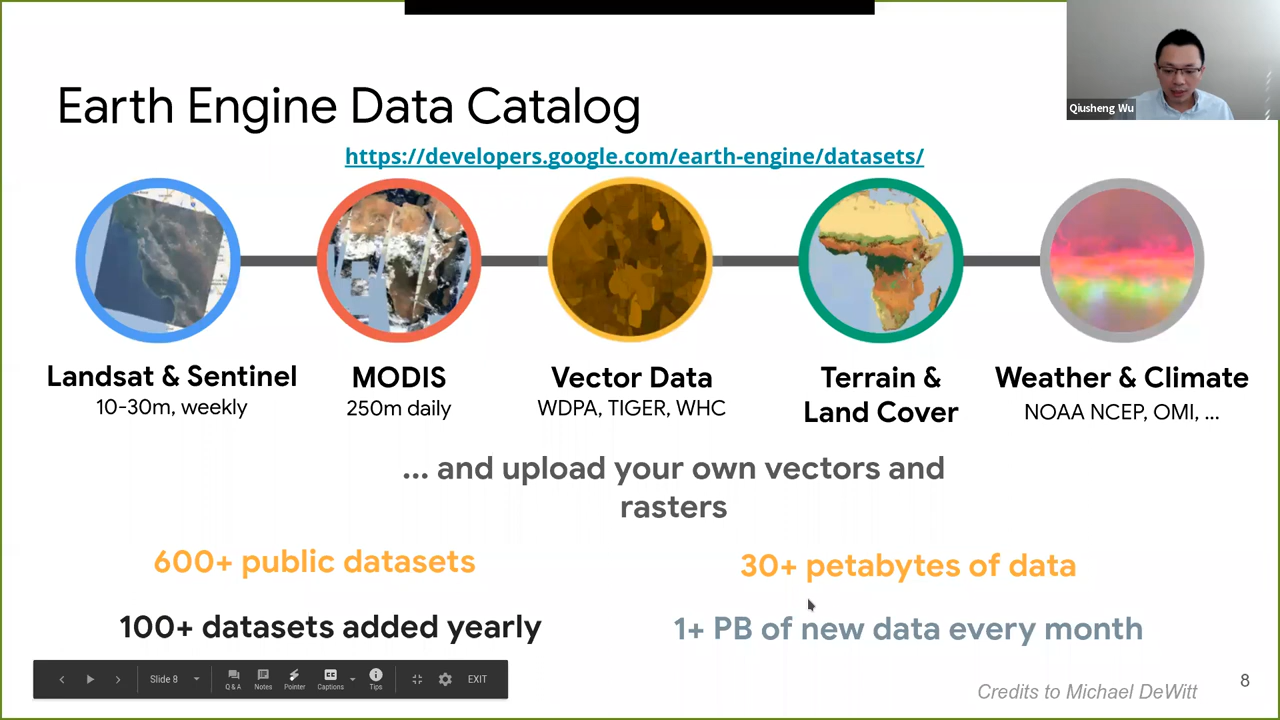 Qiusheng Wu
Earth Engine Data Catalog
https://developers.google.com/earth-engine/datasets/
Landsat & Sentinel
10-30m, weekly
MODIS
250m daily
Vector Data
WDPA, TIGER, WHC
Terrain &
Land Cover
Weather & Climate
NOAA NCEP, OMI, ...
... and upload your own vectors and
rasters
600+ public datasets
30+ petabytes of data
100+ datasets added yearly
1+ PB of new data every month
Slide 8
Q & A
Notes
Pointer
Captions
Tips
EXIT
Credits to Michael DeWitt
8